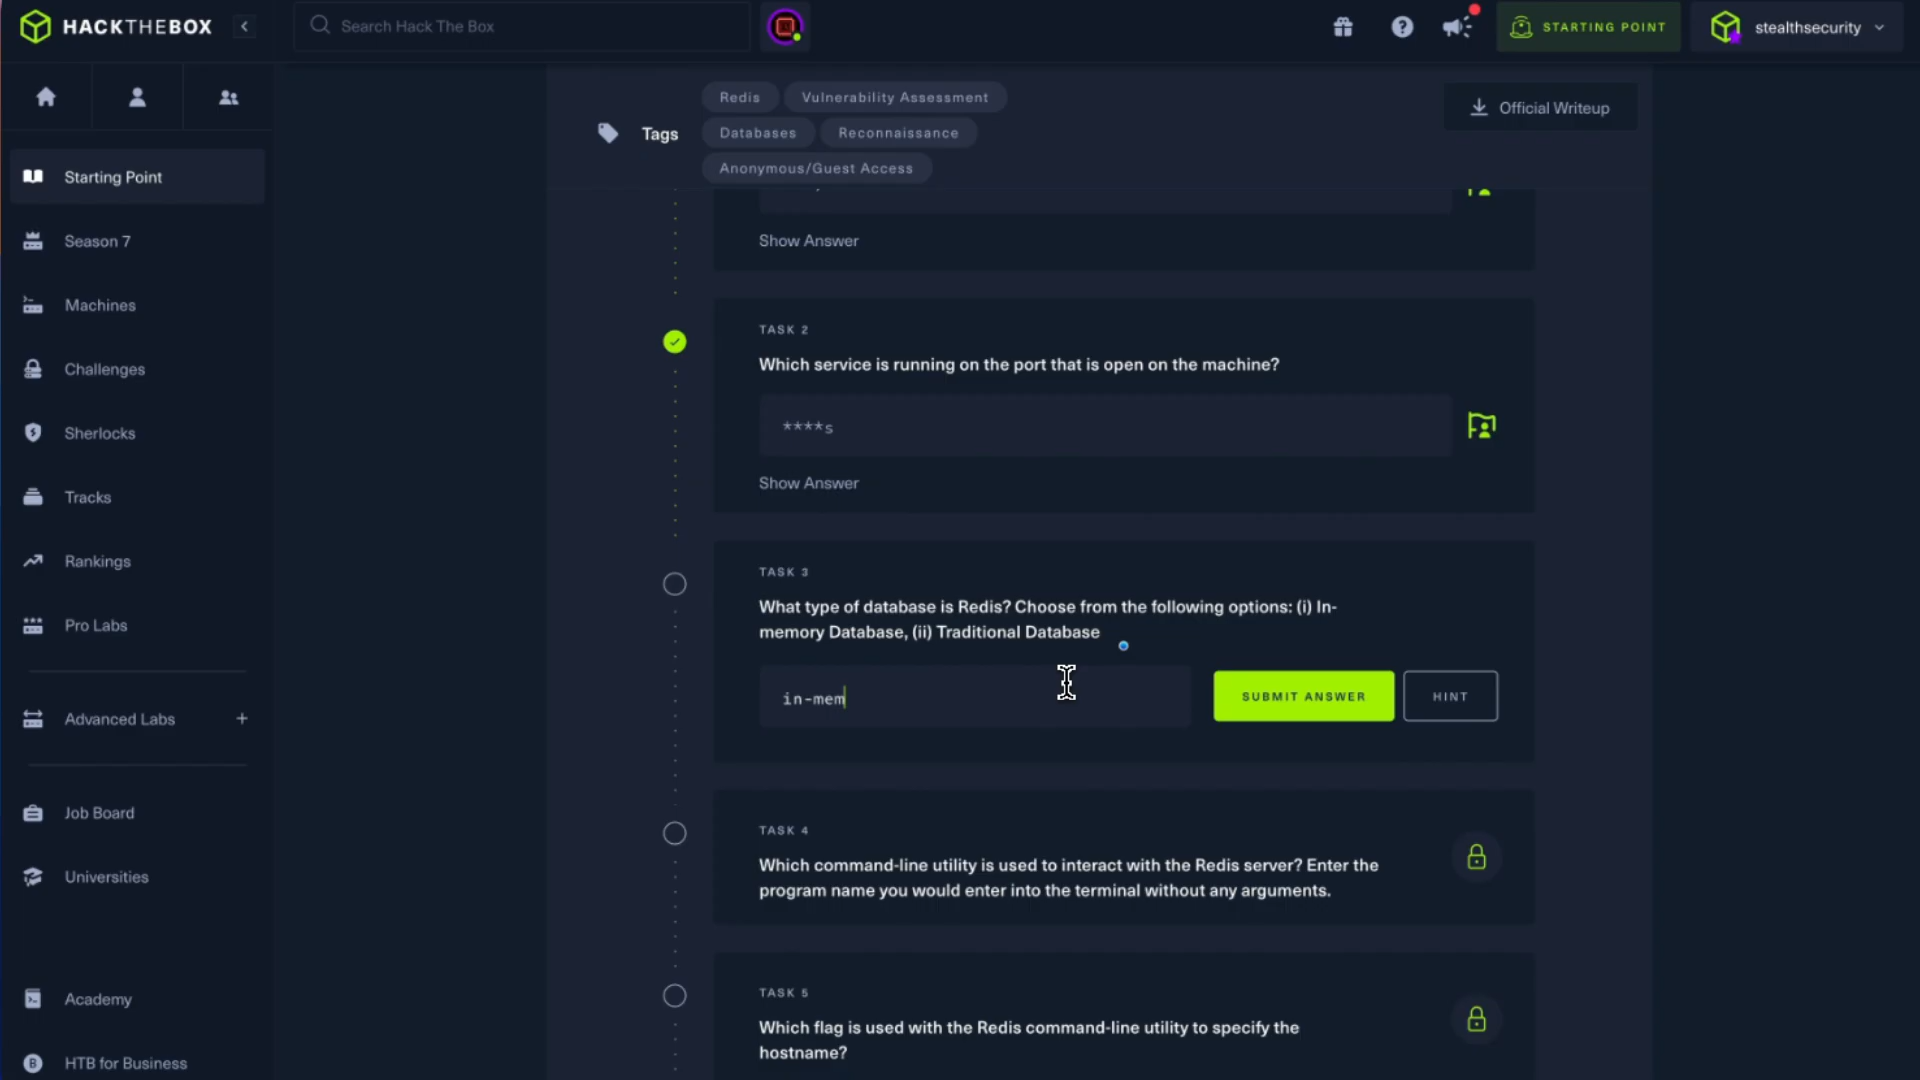 HACKTHEBOX
Search Hack The Box
STARTING POINT
stealthsecurity
Starting Point
Season 7
Machines
Challenges
Sherlocks
Tracks
Rankings
Pro Labs
Advanced Labs
+
Job Board
Universities
Academy
HTB for Business
Tags
Redis
Vulnerability Assessment
Databases
Reconnaissance
Anonymous/Guest Access
Official Writeup
Show Answer
TASK 2
Which service is running on the port that is open on the machine?
****s
Show Answer
TASK 3
What type of database is Redis? Choose from the following options: (i) In-
memory Database, (ii) Traditional Database
in-mem
SUBMIT ANSWER
HINT
TASK 4
Which command-line utility is used to interact with the Redis server? Enter the
program name you would enter into the terminal without any arguments.
TASK 5
Which flag is used with the Redis command-line utility to specify the
hostname?